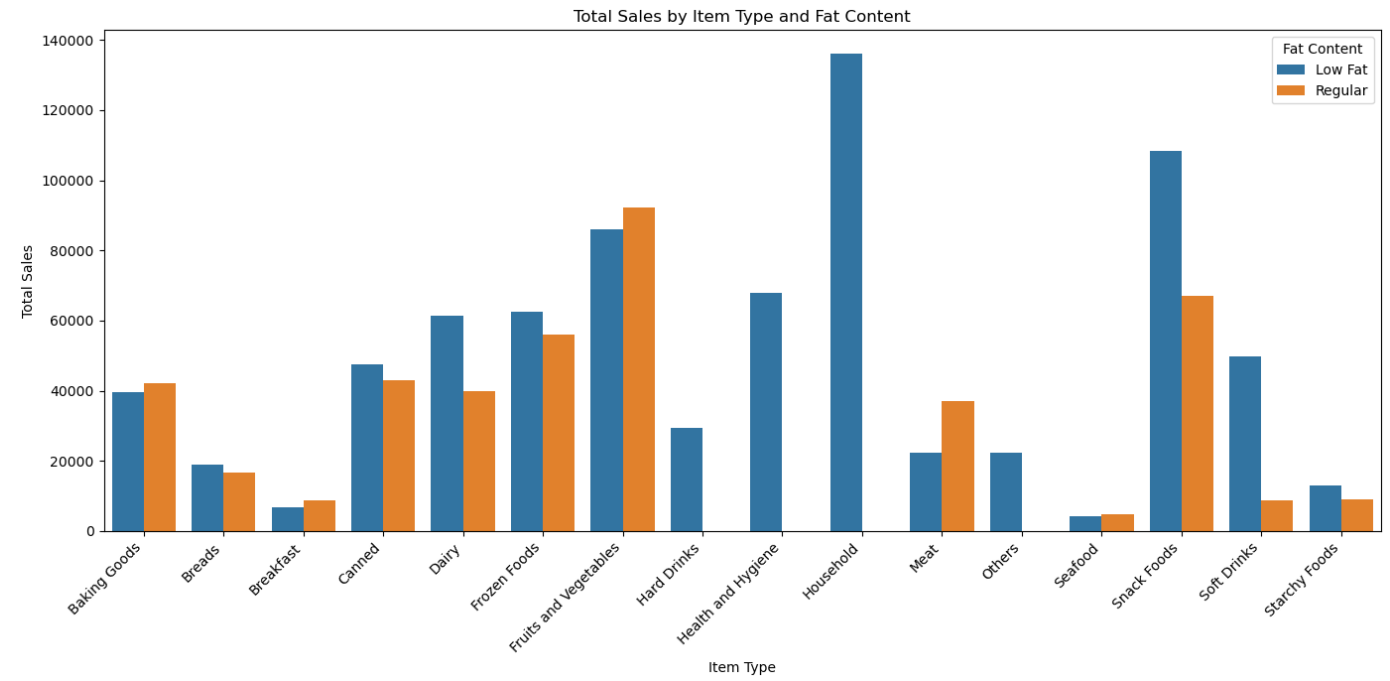 Total Sales by Item Type and Fat Content
Fat Content
Low Fat
Regular
Total Sales
140000
120000
100000
80000
60000
40000
20000
0
Baking Goods
Breads
Breakfast
Canned
Dairy
Frozen Foods
Fruits and Vegetables
Hard Drinks
Health and Hygiene
Household
Meat
Others
Seafood
Snack Foods
Soft Drinks
Starchy Foods
Item Type